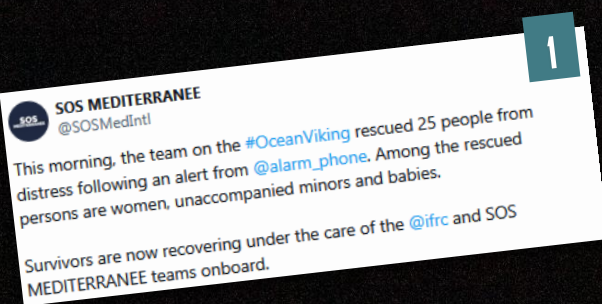 1
SOS MEDITERRANEE
@SOSMedIntl
SOS
This morning, the team on the #OceanViking rescued 25 people from
distress following an alert from @alarm_phone. Among the rescued
persons are women, unaccompanied minors and babies.
Survivors are now recovering under the care of the @ifrc and SOS
MEDITERRANEE teams onboard.